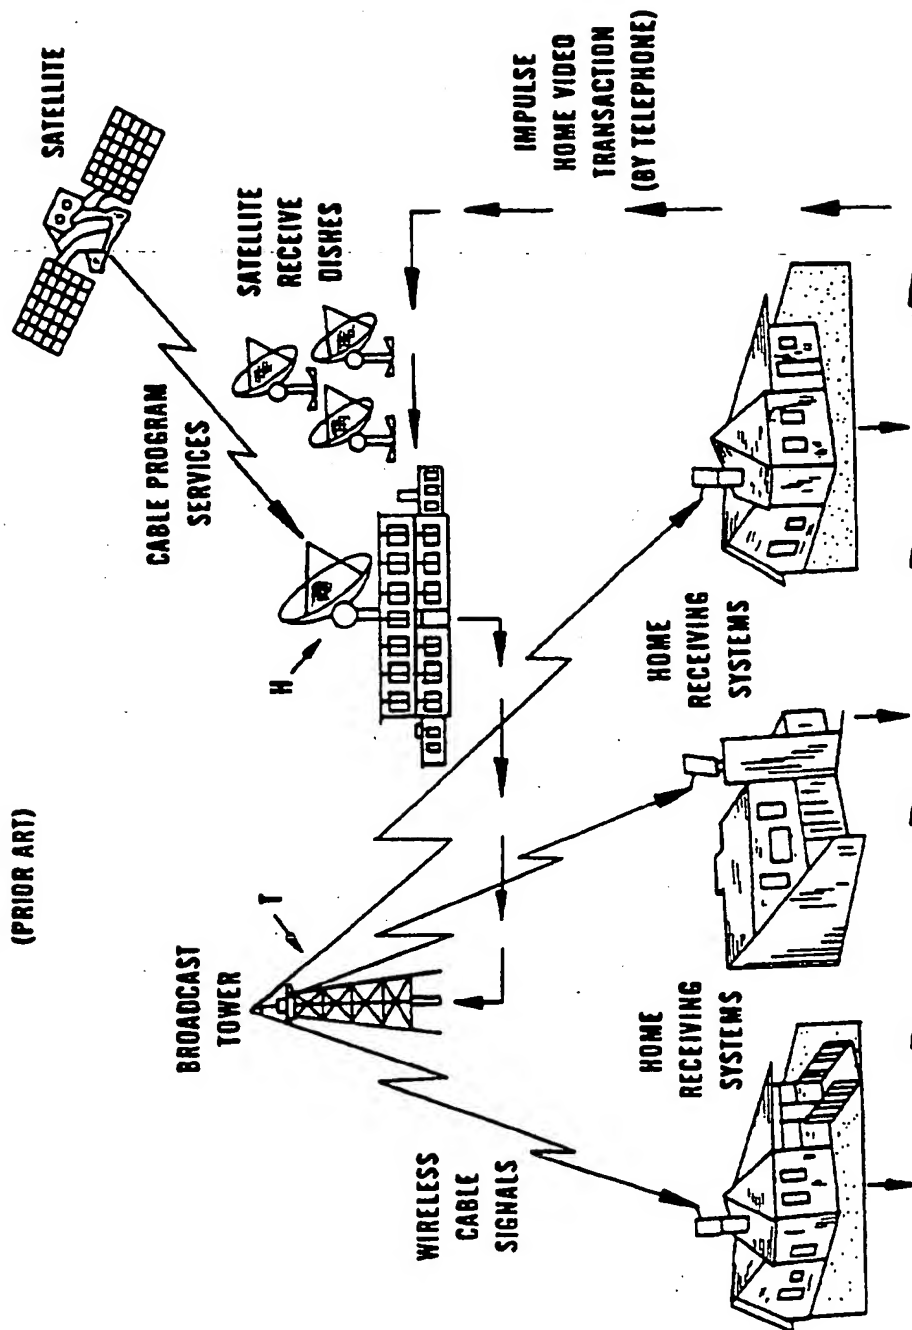 (PRIOR ART)
BROADCAST
TOWER
T
WIRELESS
CABLE
SIGNALS
H
CABLE PROGRAM
SERVICES
SATELLITE
SATELLITE
RECEIVE
DISHES
HOME
RECEIVING
SYSTEMS
HOME
RECEIVING
SYSTEMS
IMPULSE
HOME VIDEO
TRANSACTION
(BY TELEPHONE)